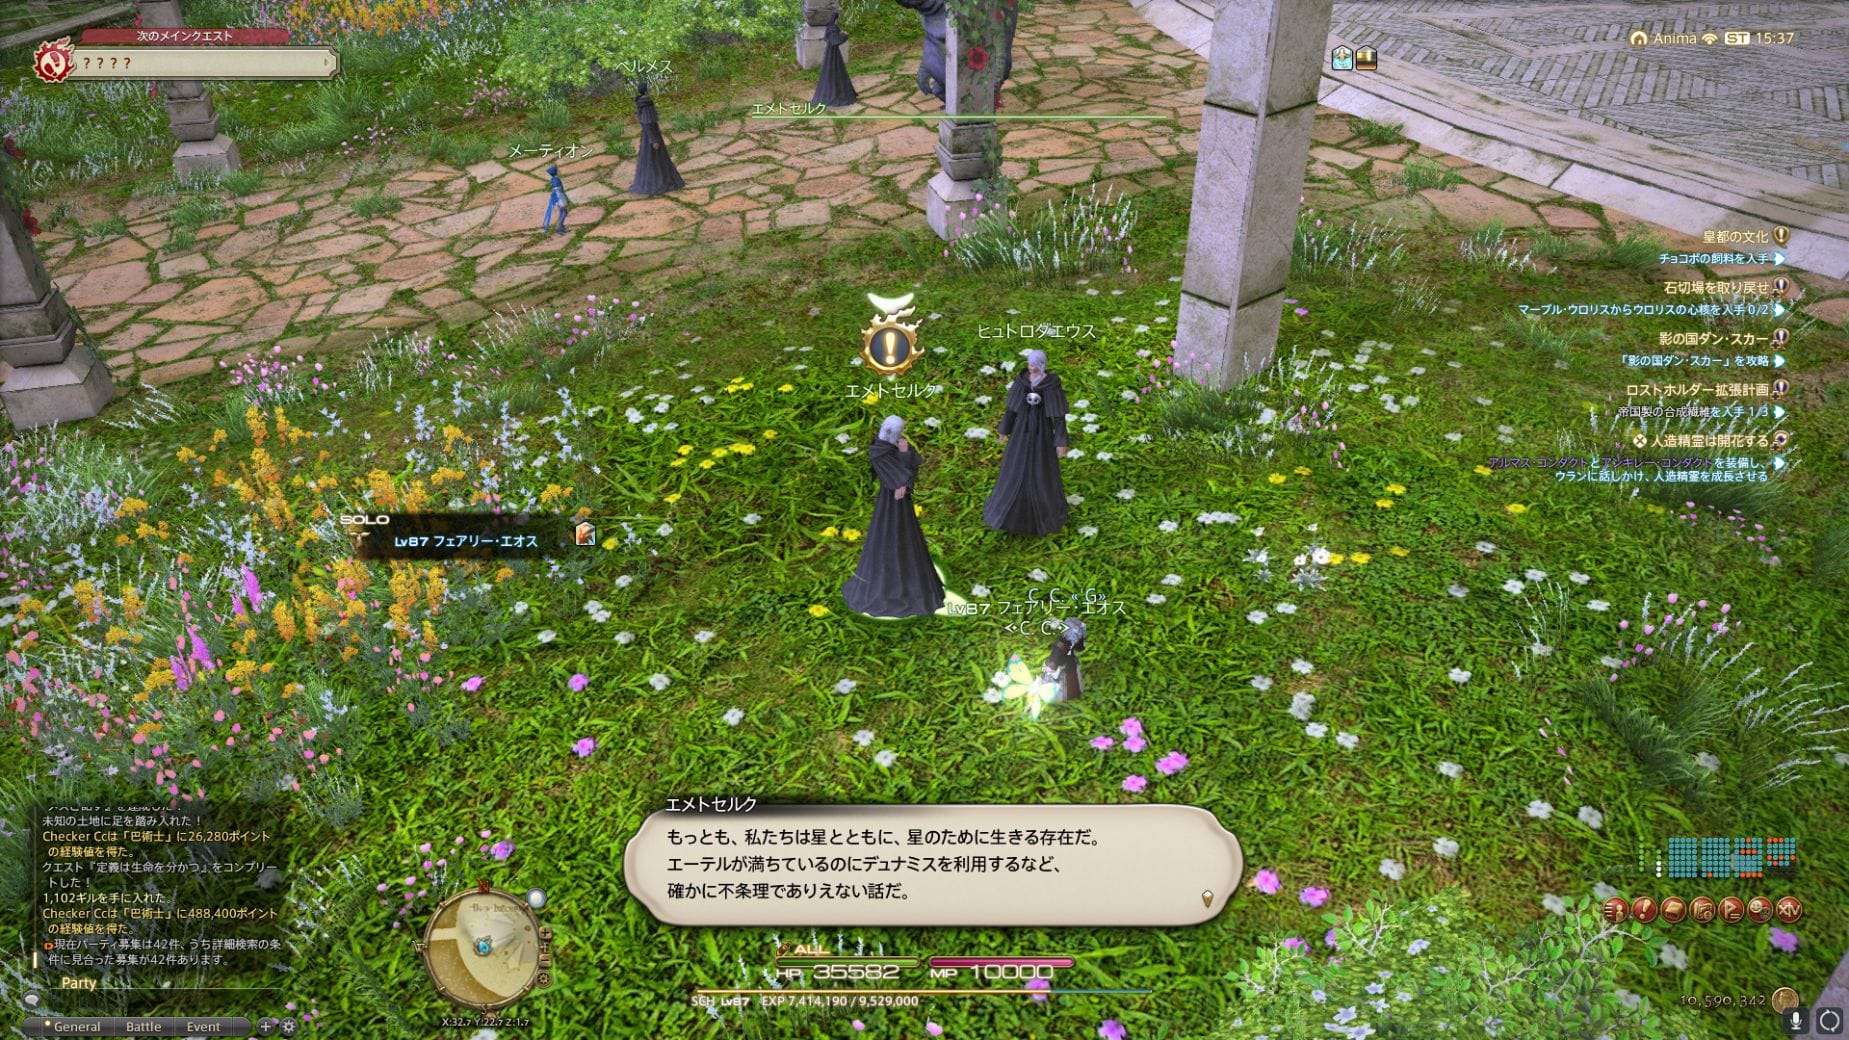 次のメインクエスト
????
Anima ST 15:37
ヘルメス
エメトセルク
メーティオン
皇都の文化
チョコボの飼料を入手
石切場を取り戻せ
マーブル・ウロリスからウロリスの心核を入手 0/2
影の国ダン・スカー
「影の国ダン・スカー」を攻略
ロストホルダー拡張計画
帝国製の合成繊維を入手 1/3
人造精霊は開花する
アルマス・コンダクトとアシキレー・コンダクトを装備し、
ウランに話しかけ、人造精霊を成長させる
ヒュトロダエウス
エメトセルク
SOLO
Lv87 フェアリー・エオス
C. C. «G»
Lv87 フェアリー・エオス
エメトセルク
もっとも、私たちは星とともに、星のために生きる存在だ。
エーテルが満ちているのにデュナミスを利用するなど、
確かに不条理でありえない話だ。
未知の土地に足を踏み入れた！
Checker Ccは「巴術士」に26,280ポイント
の経験値を得た。
クエスト『定義は生命を分かつ』をコンプリー
トした！
1,102ギルを手に入れた。
Checker Ccは「巴術士」に488,400ポイント
の経験値を得た。
現在パーティ募集は42件、うち詳細検索の条
件に見合った募集が42件あります。
Party
General Battle Event
X:32.7 Y:22.7 Z:1.7
ALL
HP 35582 MP 10000
SCH Lv87 EXP 7,414,190 / 9,529,000
10,590,342